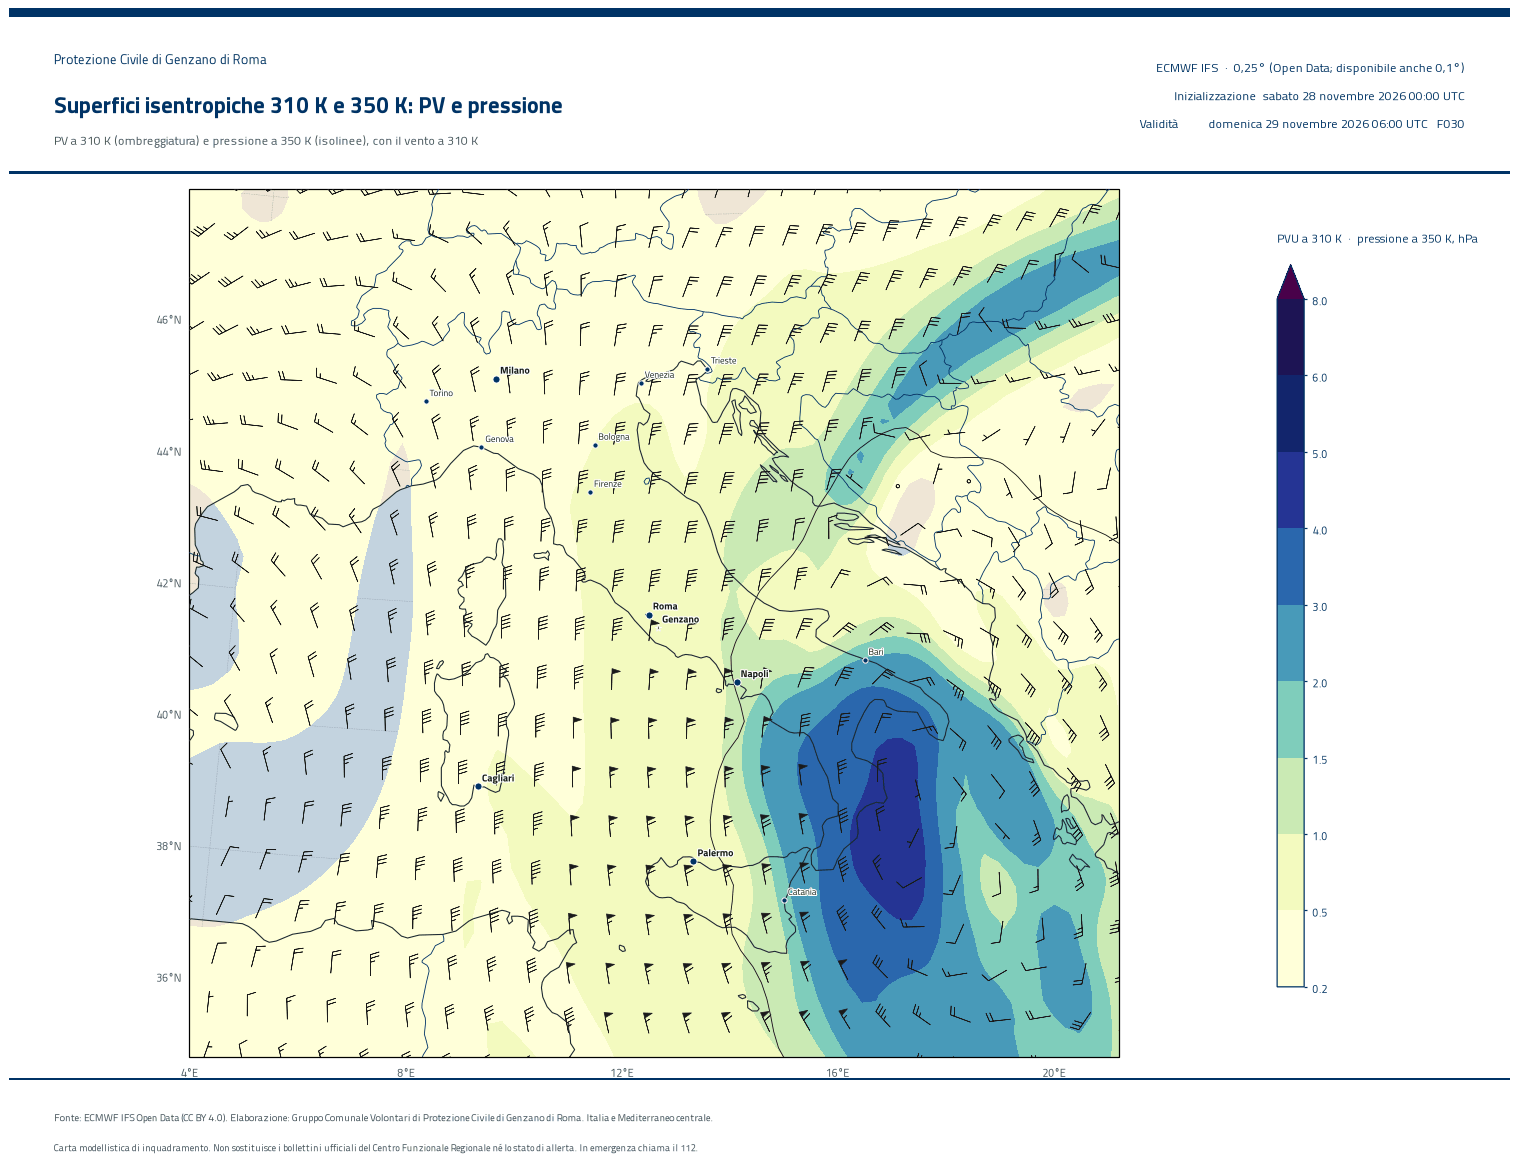 Protezione Civile di Genzano di Roma
Superfici isentropiche 310 K e 350 K: PV e pressione
PV a 310 K (ombreggiatura) e pressione a 350 K (isolinee), con il vento a 310 K
ECMWF IFS · 0,25° (Open Data; disponibile anche 0,1°)
Inizializzazione sabato 28 novembre 2026 00:00 UTC
Validità domenica 29 novembre 2026 06:00 UTC F030
PVU a 310 K · pressione a 350 K, hPa
8.0
6.0
5.0
4.0
3.0
2.0
1.5
1.0
0.5
0.2
46°N
44°N
42°N
40°N
38°N
36°N
4°E
8°E
12°E
16°E
20°E
Trieste
Milano
Venezia
Torino
Genova
Bologna
Firenze
Roma
Genzano
Bari
Napoli
Cagliari
Palermo
Catania
Fonte: ECMWF IFS Open Data (CC BY 4.0). Elaborazione: Gruppo Comunale Volontari di Protezione Civile di Genzano di Roma. Italia e Mediterraneo centrale.
Carta modellistica di inquadramento. Non sostituisce i bollettini ufficiali del Centro Funzionale Regionale né lo stato di allerta. In emergenza chiama il 112.